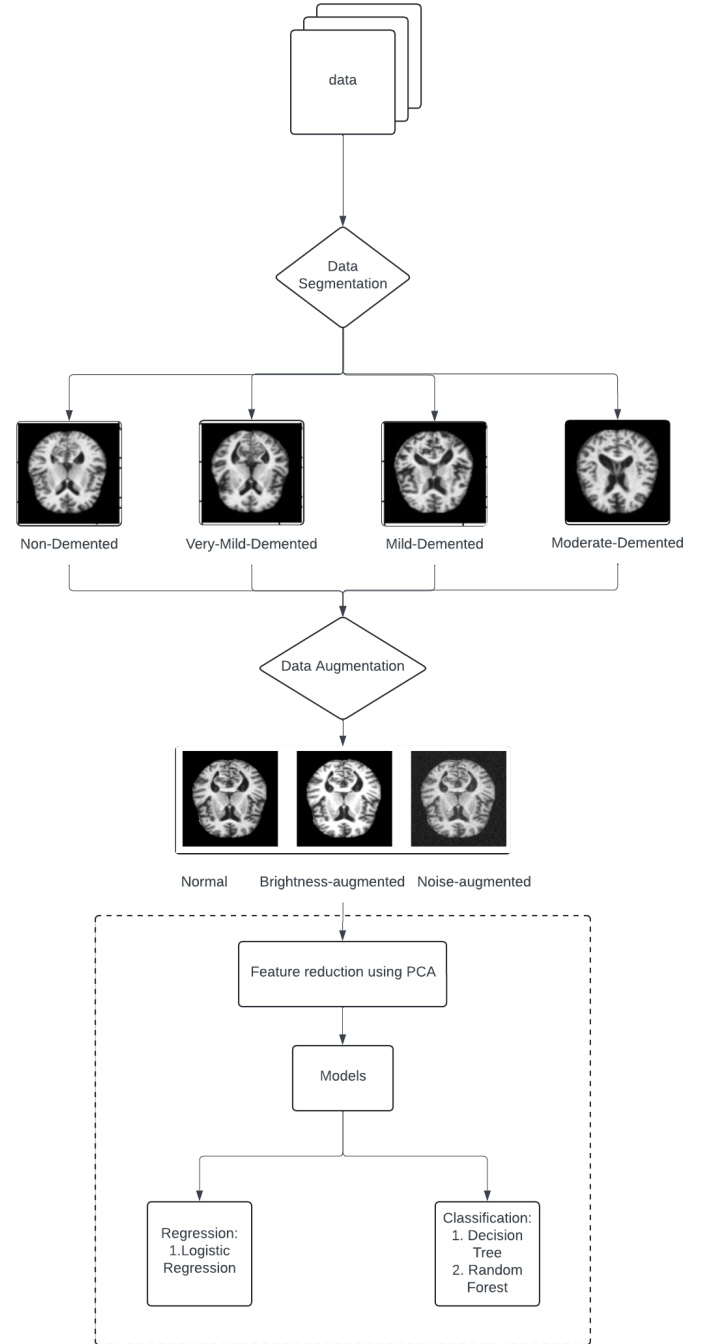 data
Data
Segmentation
Non-Demented
Very-Mild-Demented
Mild-Demented
Moderate-Demented
Data Augmentation
Normal
Brightness-augmented
Noise-augmented
Feature reduction using PCA
Models
Regression:
1.Logistic
Regression
Classification:
1. Decision
Tree
2. Random
Forest